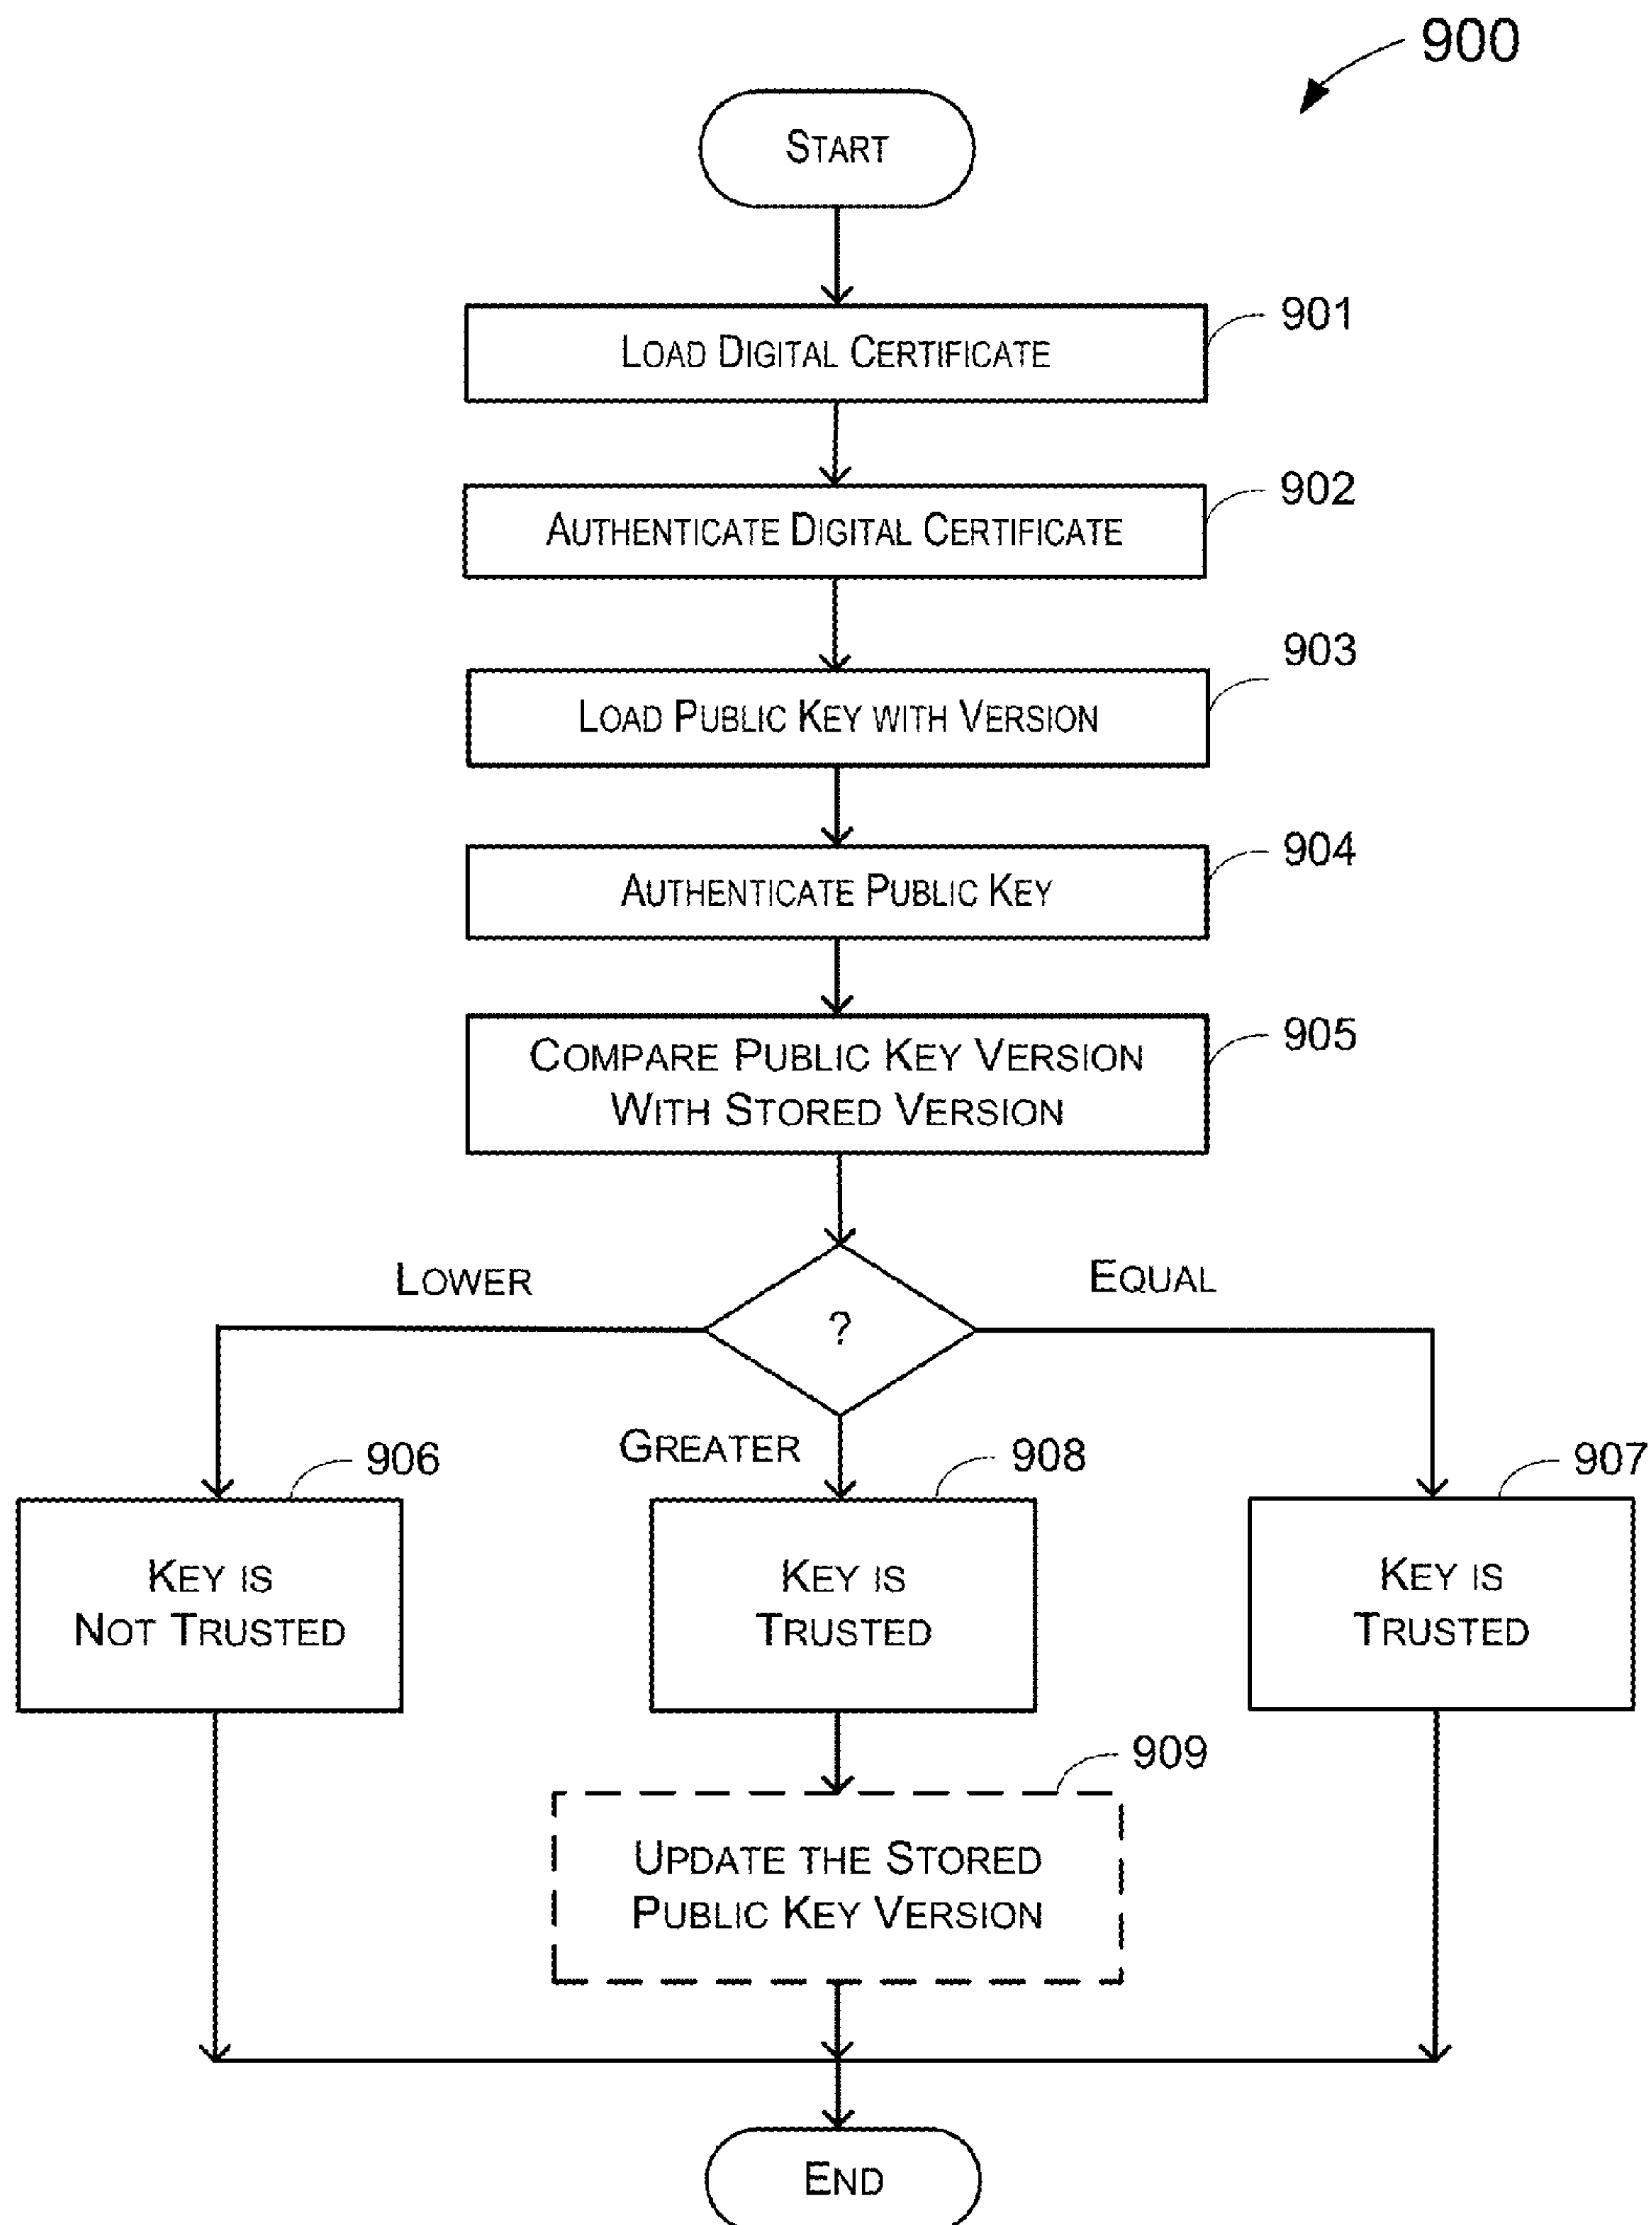 900
START
901
LOAD DIGITAL CERTIFICATE
902
AUTHENTICATE DIGITAL CERTIFICATE
903
LOAD PUBLIC KEY WITH VERSION
904
AUTHENTICATE PUBLIC KEY
905
COMPARE PUBLIC KEY VERSION
WITH STORED VERSION
LOWER
?
EQUAL
GREATER
906
KEY IS
NOT TRUSTED
908
KEY IS
TRUSTED
907
KEY IS
TRUSTED
909
UPDATE THE STORED
PUBLIC KEY VERSION
END